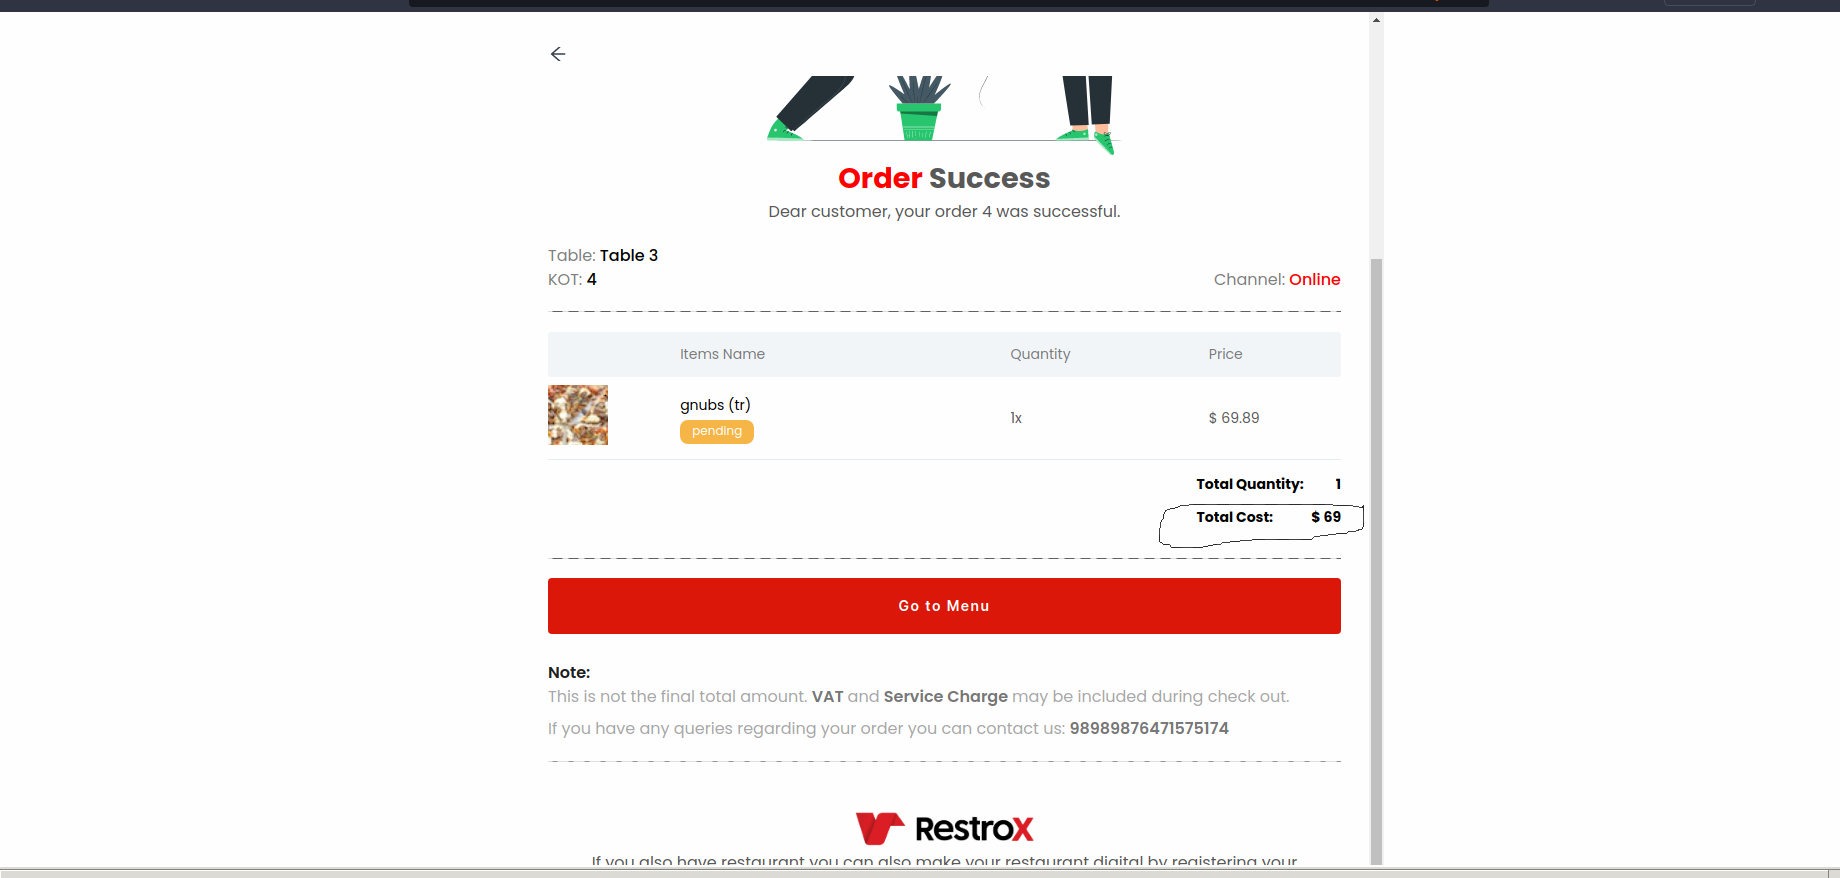 Order Success
Dear customer, your order 4 was successful.
Table: Table 3
KOT: 4
Channel: Online
Items Name Quantity Price
gnubs (tr)
pending
1x
$ 69.89
Total Quantity: 1
Total Cost: $ 69
Go to Menu
Note:
This is not the final total amount. VAT and Service Charge may be included during check out.
If you have any queries regarding your order you can contact us: 98989876471575174
RestroX
If you also have restaurant you can also make your restaurant digital by registering your